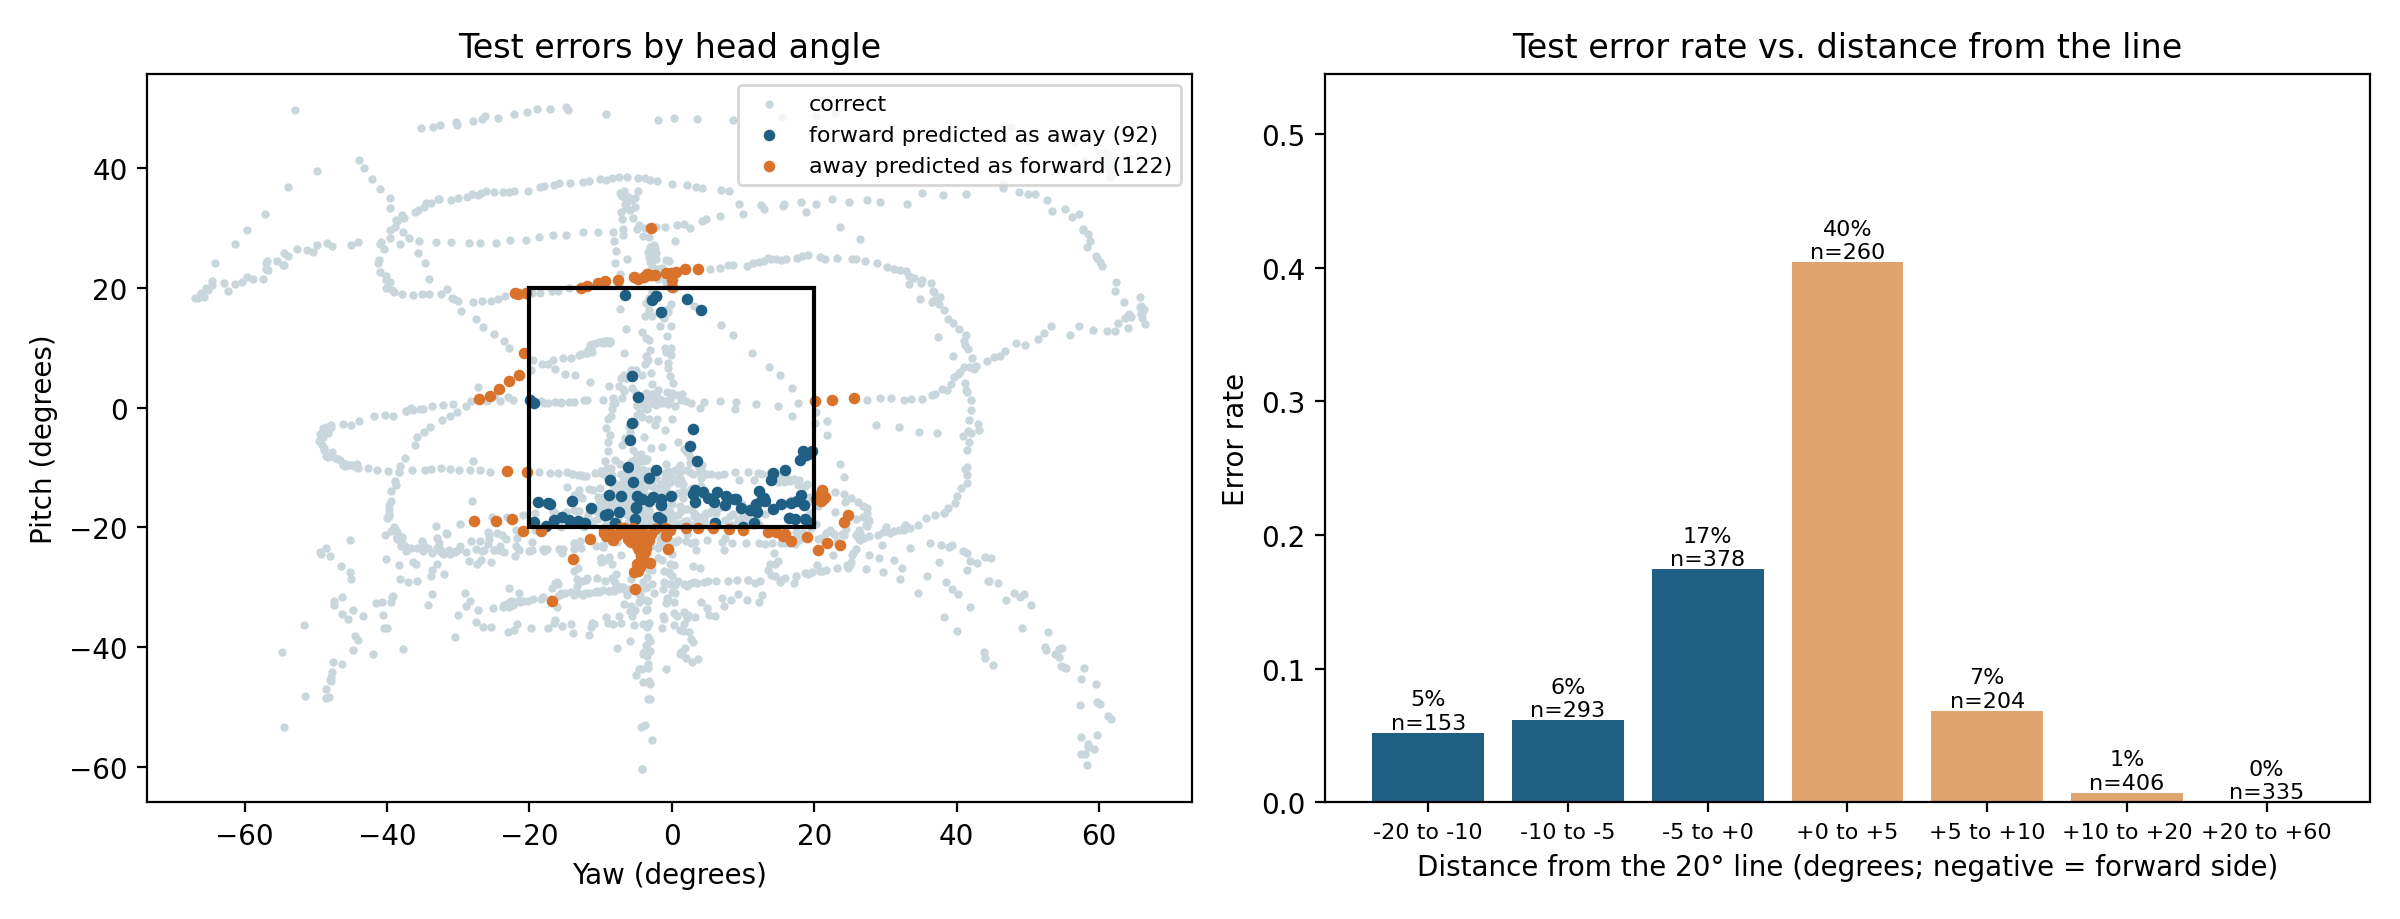 Test errors by head angle
correct
forward predicted as away (92)
away predicted as forward (122)
Pitch (degrees)
40
20
0
−20
−40
−60
−60
−40
−20
0
20
40
60
Yaw (degrees)
Test error rate vs. distance from the line
Error rate
0.5
0.4
0.3
0.2
0.1
0.0
5%
n=153
6%
n=293
17%
n=378
40%
n=260
7%
n=204
1%
n=406
0%
n=335
-20 to -10
-10 to -5
-5 to +0
+0 to +5
+5 to +10
+10 to +20
+20 to +60
Distance from the 20° line (degrees; negative = forward side)